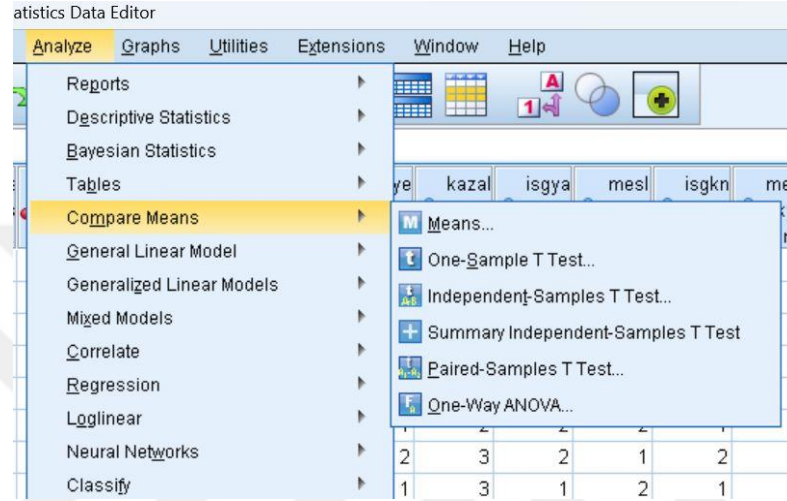 atistics Data Editor
Analyze Graphs Utilities Extensions Window Help
Reports
Descriptive Statistics
Bayesian Statistics
Tables
Compare Means
General Linear Model
Generalized Linear Models
Mixed Models
Correlate
Regression
Loglinear
Neural Networks
Classify
A
1
ye kazal isgya mesl isgkn me
M Means...
t One-Sample T Test...
Independent-Samples T Test...
Summary Independent-Samples T Test
Paired-Samples T Test...
One-Way ANOVA...
2 3 2 1 2
1 3 1 2 1